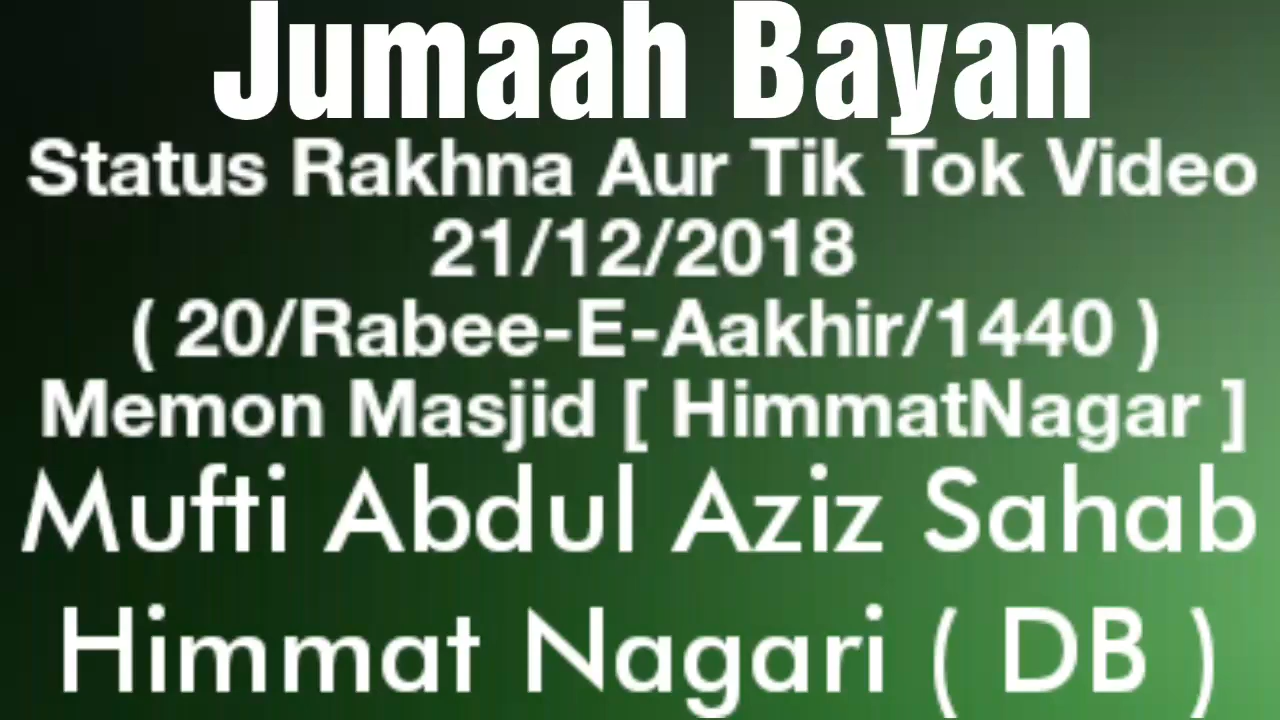 Jumaah Bayan
Status Rakhna Aur Tik Tok Video
21/12/2018
( 20/Rabee-E-Aakhir/1440 )
Memon Masjid [ HimmatNagar ]
Mufti Abdul Aziz Sahab
Himmat Nagari ( DB )